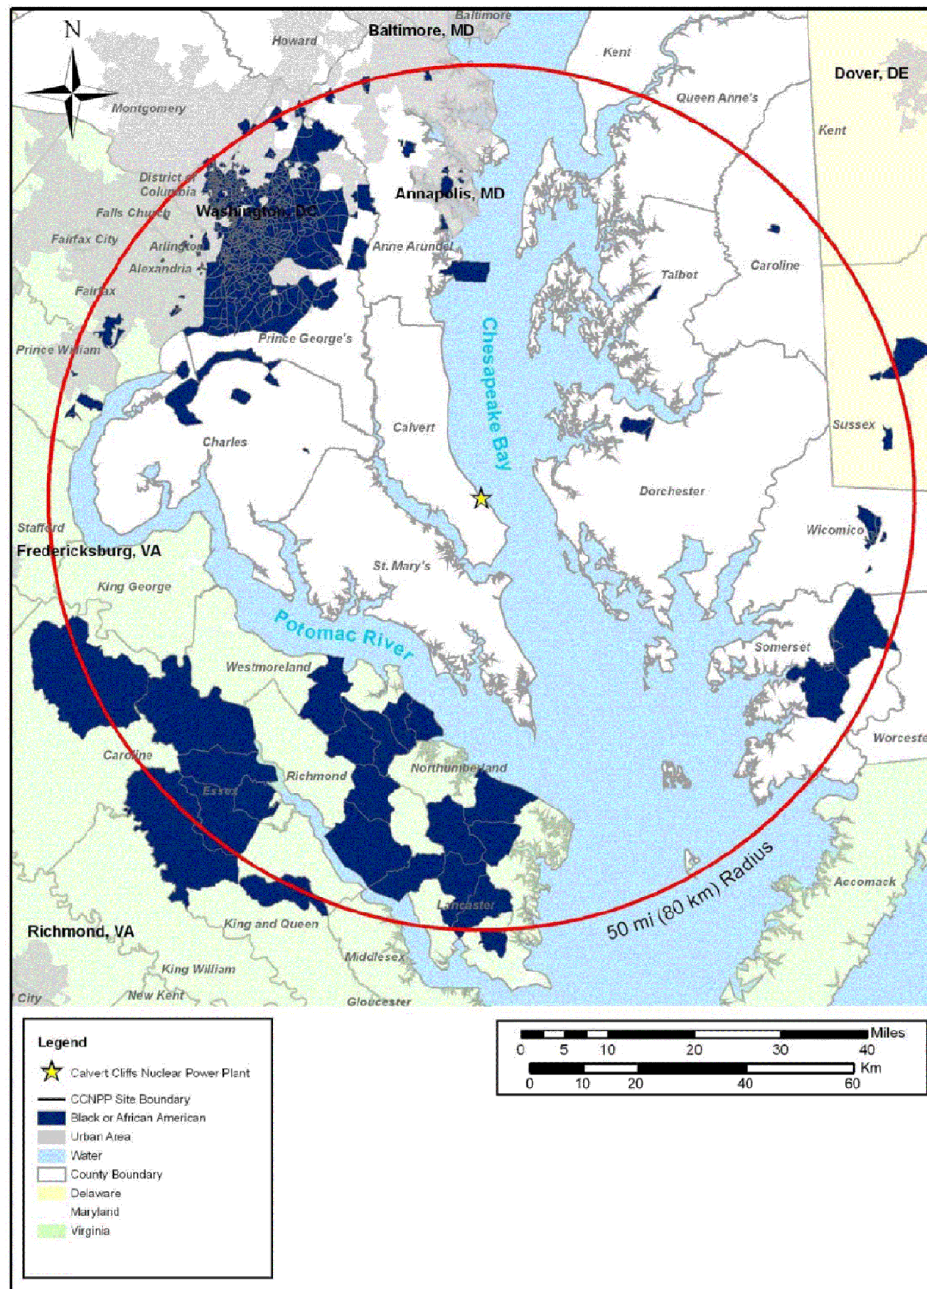 N
Baltimore, MD
Baltimore
Howard
Kent
Dover, DE
Montgomery
Queen Anne's
Kent
District of
Columbia
Annapolis, MD
Falls Church
Washington, DC
Fairfax City
Arlington
Anne Arundel
Alexandria
Talbot
Caroline
Fairfax
Prince William
Prince George's
Chesapeake Bay
Calvert
Sussex
Charles
Dorchester
Stafford
Wicomico
Fredericksburg, VA
St. Mary's
King George
Potomac River
Somerset
Westmoreland
Worcester
Caroline
Richmond
Northumberland
Essex
50 mi (80 km) Radius
Accomack
Lancaster
King and Queen
Richmond, VA
Middlesex
King William
New Kent
Gloucester
City
Legend
Calvert Cliffs Nuclear Power Plant
CCNPP Site Boundary
Black or African American
Urban Area
Water
County Boundary
Delaware
Maryland
Virginia
Miles
0 5 10 20 30 40
Km
0 10 20 40 60